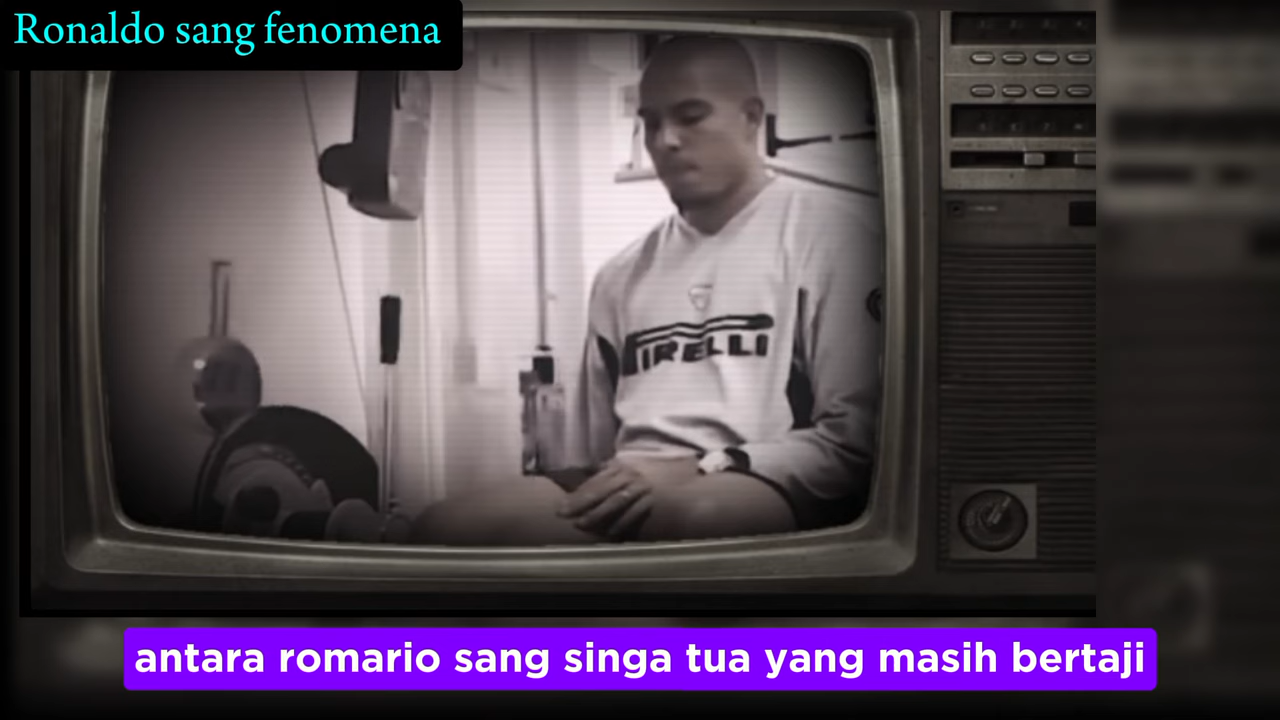 Ronaldo sang fenomena
PIRELLI
antara romario sang singa tua yang masih bertaji